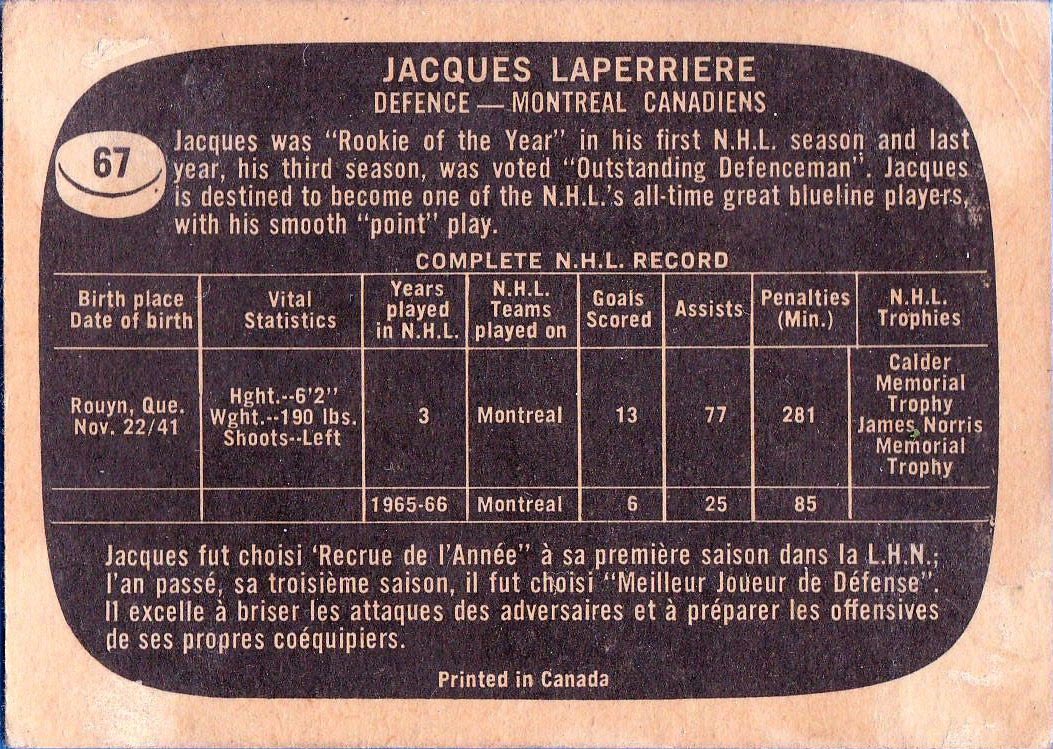 JACQUES LAPERRIERE
DEFENCE — MONTREAL CANADIENS
67
Jacques was "Rookie of the Year" in his first N.H.L. season and last
year, his third season, was voted "Outstanding Defenceman". Jacques
is destined to become one of the N.H.L.'s all-time great blueline players,
with his smooth "point" play.
COMPLETE N.H.L. RECORD
Birth place
Date of birth
Vital
Statistics
Years
played
in N.H.L.
N.H.L.
Teams
played on
Goals
Scored
Assists
Penalties
(Min.)
N.H.L.
Trophies
Rouyn, Que.
Nov. 22/41
Hght.--6'2"
Wght.--190 lbs.
Shoots--Left
3
Montreal
13
77
281
Calder
Memorial
Trophy
James Norris
Memorial
Trophy
1965-66
Montreal
6
25
85
Jacques fut choisi 'Recrue de l'Année" à sa première saison dans la L.H.N.;
l'an passé, sa troisième saison, il fut choisi "Meilleur Joueur de Défense".
Il excelle à briser les attaques des adversaires et à préparer les offensives
de ses propres coéquipiers.
Printed in Canada